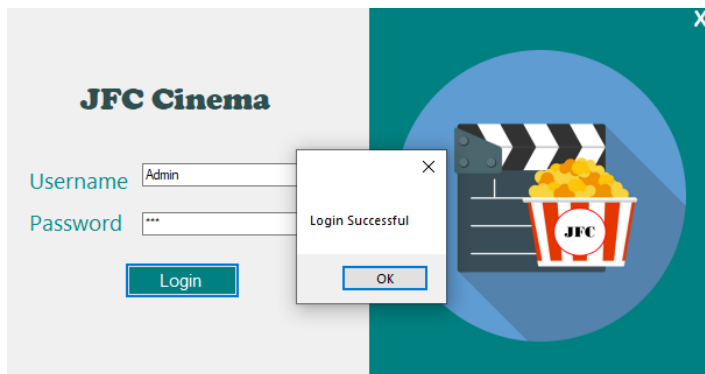 X
JFC Cinema
Username Admin
Password ***
Login
Login Successful
OK
JFC